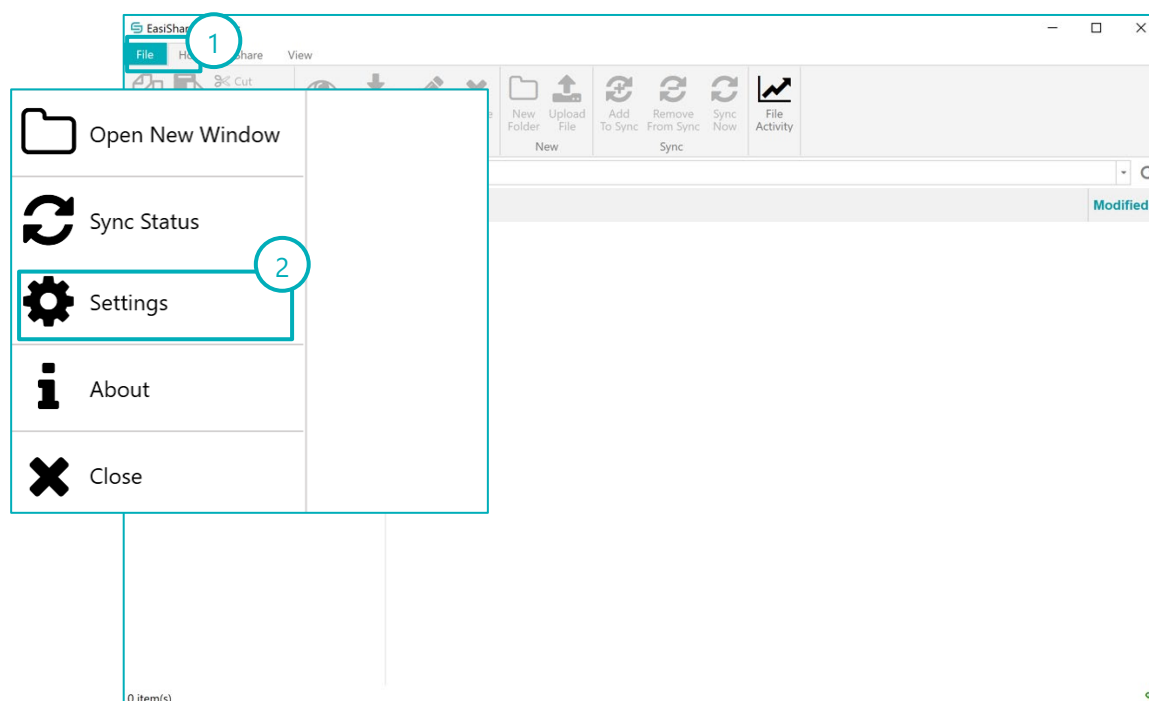 EasiShar
1
File Ho Share View
Cut
New Folder
Upload File
Add To Sync
Remove From Sync
Sync Now
File Activity
New
Sync
Modified
Open New Window
Sync Status
2
Settings
About
Close
0 item(s)